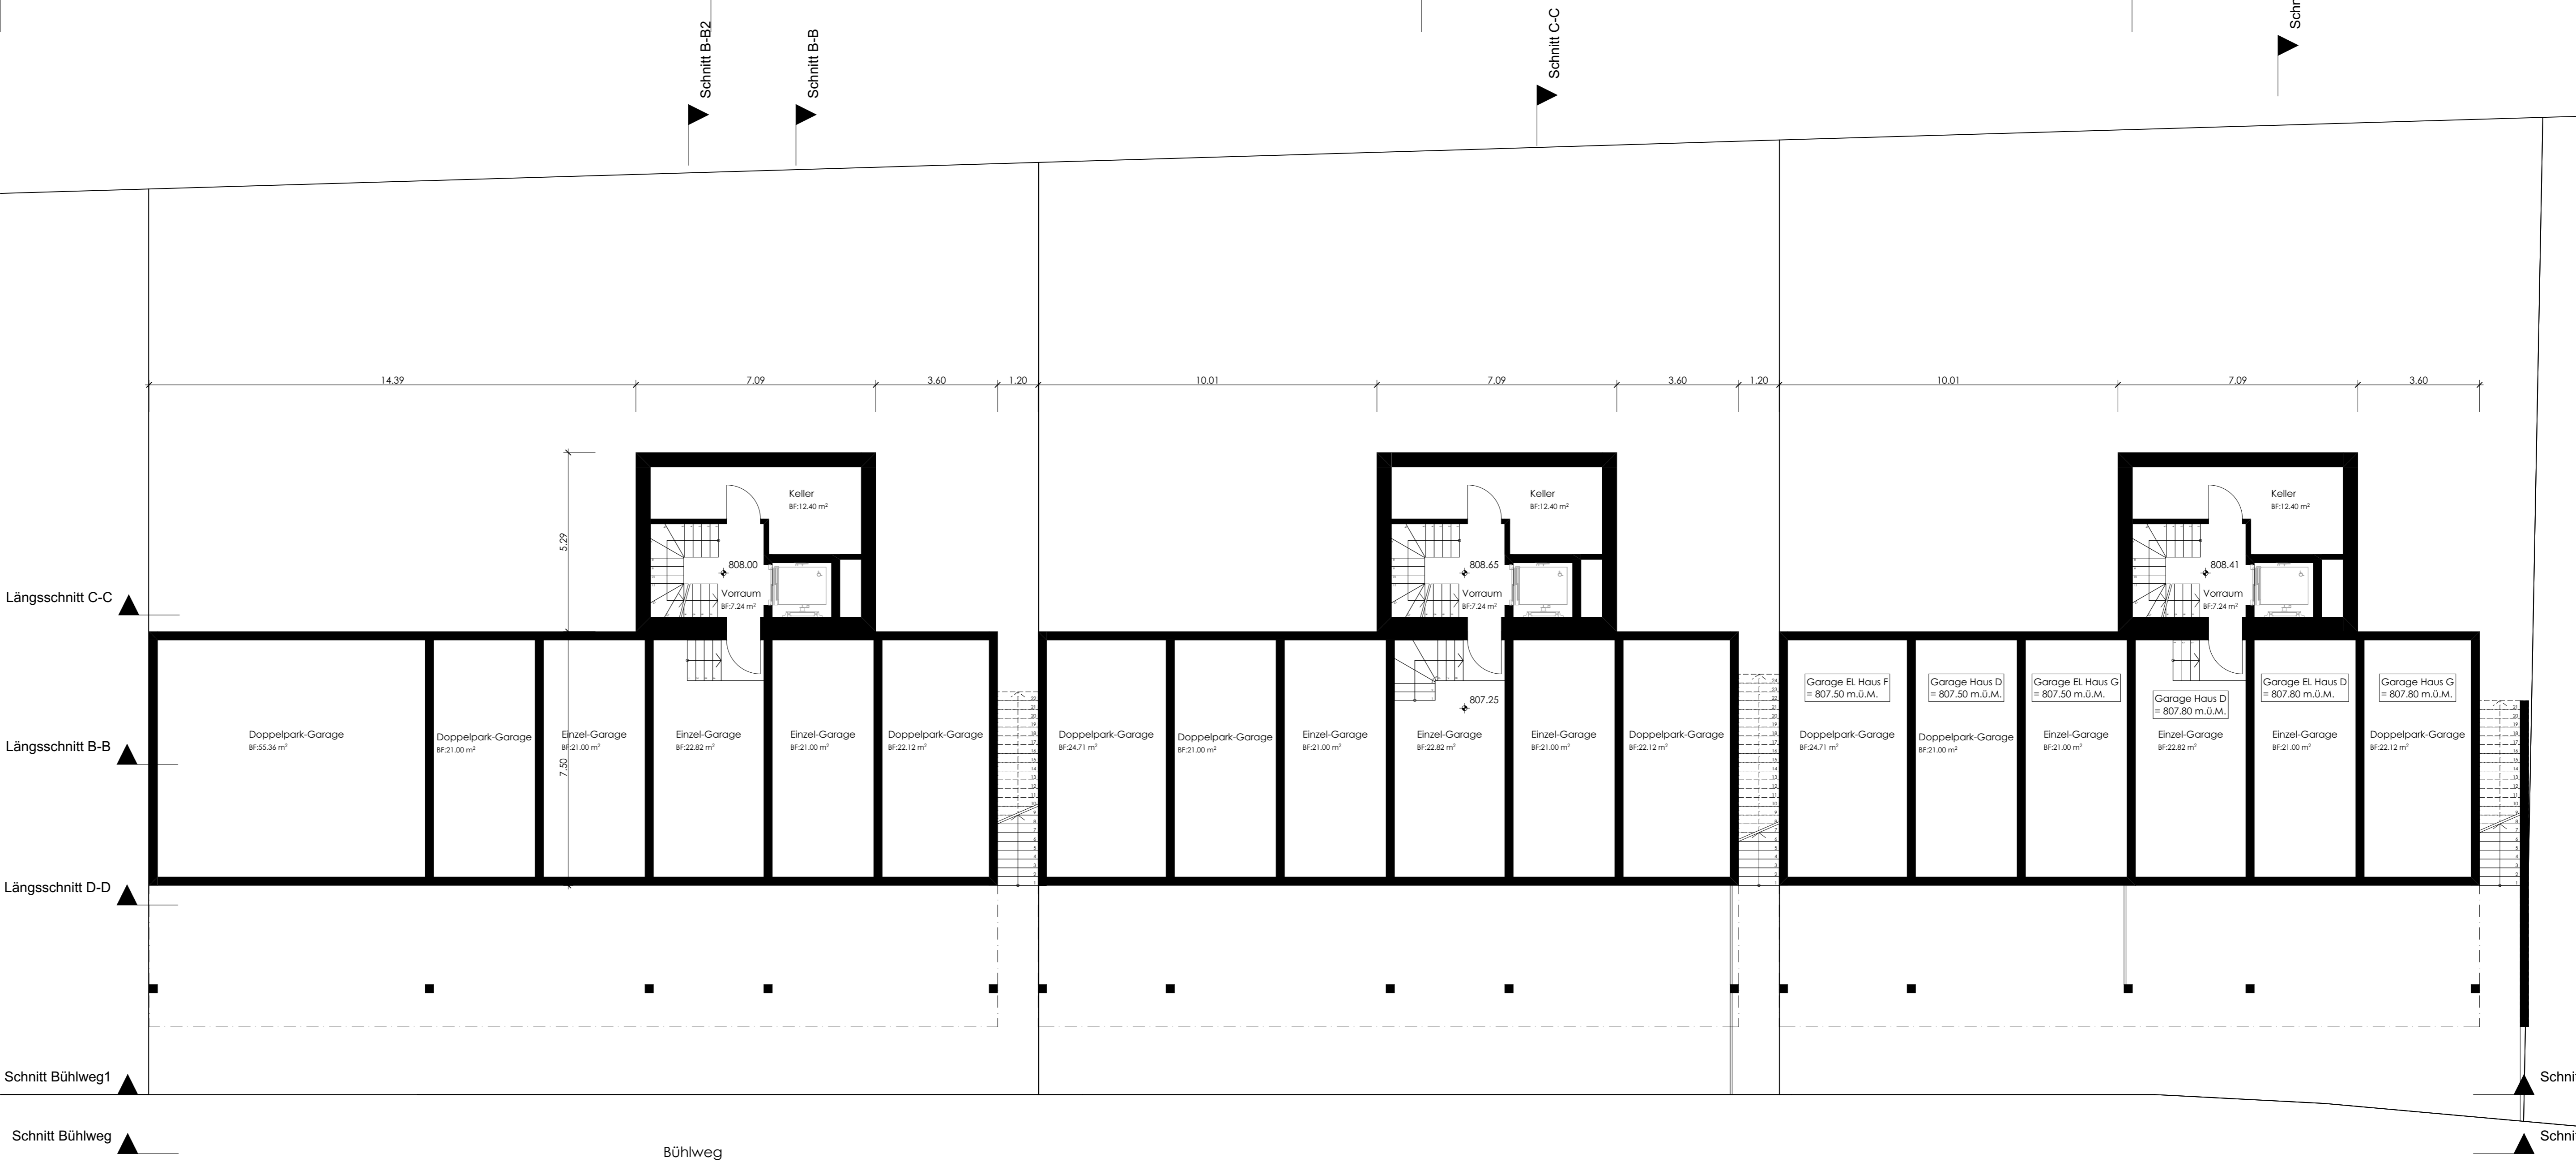 Schnitt B-B2
Schnitt B-B
Schnitt C-C
14.39
7.09
3.60
1.20
10.01
7.09
3.60
1.20
10.01
7.09
3.60
5.29
7.50
Keller
BF:12.40 m²
808.00
Vorraum
BF:7.24 m²
Keller
BF:12.40 m²
808.65
Vorraum
BF:7.24 m²
Keller
BF:12.40 m²
808.41
Vorraum
BF:7.24 m²
Längsschnitt C-C
Längsschnitt B-B
Längsschnitt D-D
Doppelpark-Garage
BF:55.36 m²
Doppelpark-Garage
BF:21.00 m²
Einzel-Garage
BF:21.00 m²
Einzel-Garage
BF:22.82 m²
Einzel-Garage
BF:21.00 m²
Doppelpark-Garage
BF:22.12 m²
Doppelpark-Garage
BF:24.71 m²
Doppelpark-Garage
BF:21.00 m²
Einzel-Garage
BF:21.00 m²
807.25
Einzel-Garage
BF:22.82 m²
Einzel-Garage
BF:21.00 m²
Doppelpark-Garage
BF:22.12 m²
Garage EL Haus F
= 807.50 m.ü.M.
Doppelpark-Garage
BF:24.71 m²
Garage Haus D
= 807.50 m.ü.M.
Doppelpark-Garage
BF:21.00 m²
Garage EL Haus G
= 807.50 m.ü.M.
Einzel-Garage
BF:21.00 m²
Garage Haus D
= 807.80 m.ü.M.
Einzel-Garage
BF:22.82 m²
Garage EL Haus D
= 807.80 m.ü.M.
Einzel-Garage
BF:21.00 m²
Garage Haus G
= 807.80 m.ü.M.
Doppelpark-Garage
BF:22.12 m²
Schnitt Bühlweg1
Schnitt Bühlweg
Bühlweg